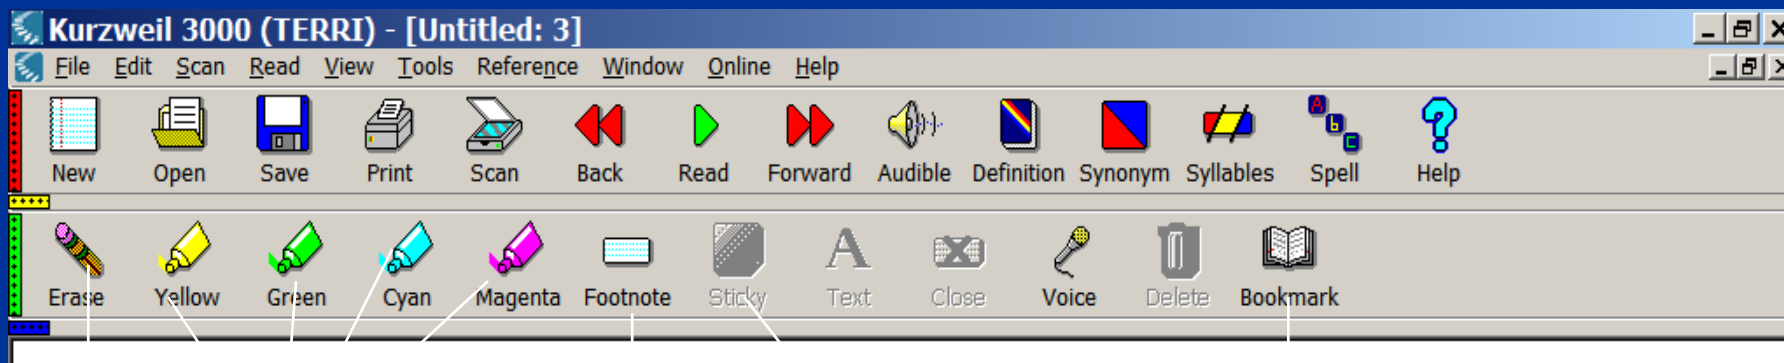 Kurzweil 3000 (TERRI) - [Untitled: 3]
File Edit Scan Read View Tools Reference Window Online Help
New Open Save Print Scan Back Read Forward Audible Definition Synonym Syllables Spell Help
Erase Yellow Green Cyan Magenta Footnote Sticky Text Close Voice Delete Bookmark